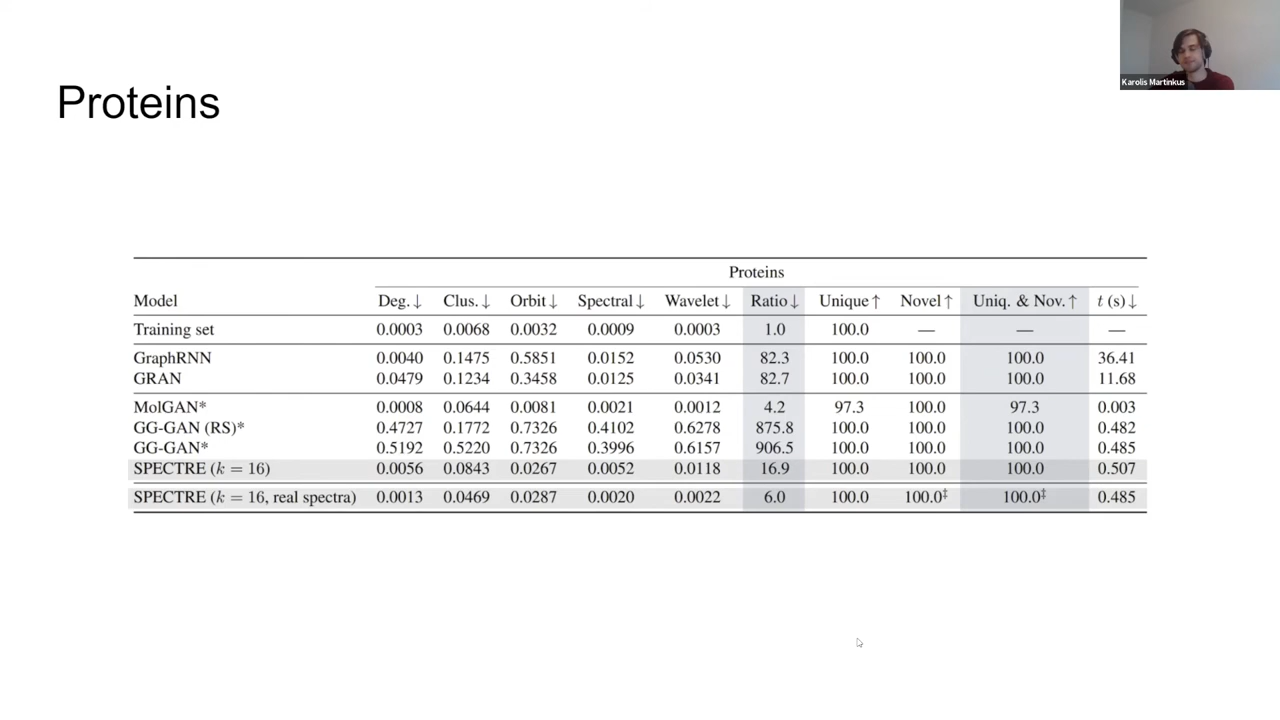 Karolis Martinkus
Proteins
Proteins
Model Deg.↓ Clus.↓ Orbit↓ Spectral↓ Wavelet↓ Ratio↓ Unique↑ Novel↑ Uniq. & Nov.↑ t (s)↓
Training set 0.0003 0.0068 0.0032 0.0009 0.0003 1.0 100.0 — — —
GraphRNN 0.0040 0.1475 0.5851 0.0152 0.0530 82.3 100.0 100.0 100.0 36.41
GRAN 0.0479 0.1234 0.3458 0.0125 0.0341 82.7 100.0 100.0 100.0 11.68
MolGAN* 0.0008 0.0644 0.0081 0.0021 0.0012 4.2 97.3 100.0 97.3 0.003
GG-GAN (RS)* 0.4727 0.1772 0.7326 0.4102 0.6278 875.8 100.0 100.0 100.0 0.482
GG-GAN* 0.5192 0.5220 0.7326 0.3996 0.6157 906.5 100.0 100.0 100.0 0.485
SPECTRE (k = 16) 0.0056 0.0843 0.0267 0.0052 0.0118 16.9 100.0 100.0 100.0 0.507
SPECTRE (k = 16, real spectra) 0.0013 0.0469 0.0287 0.0020 0.0022 6.0 100.0 100.0‡ 100.0‡ 0.485